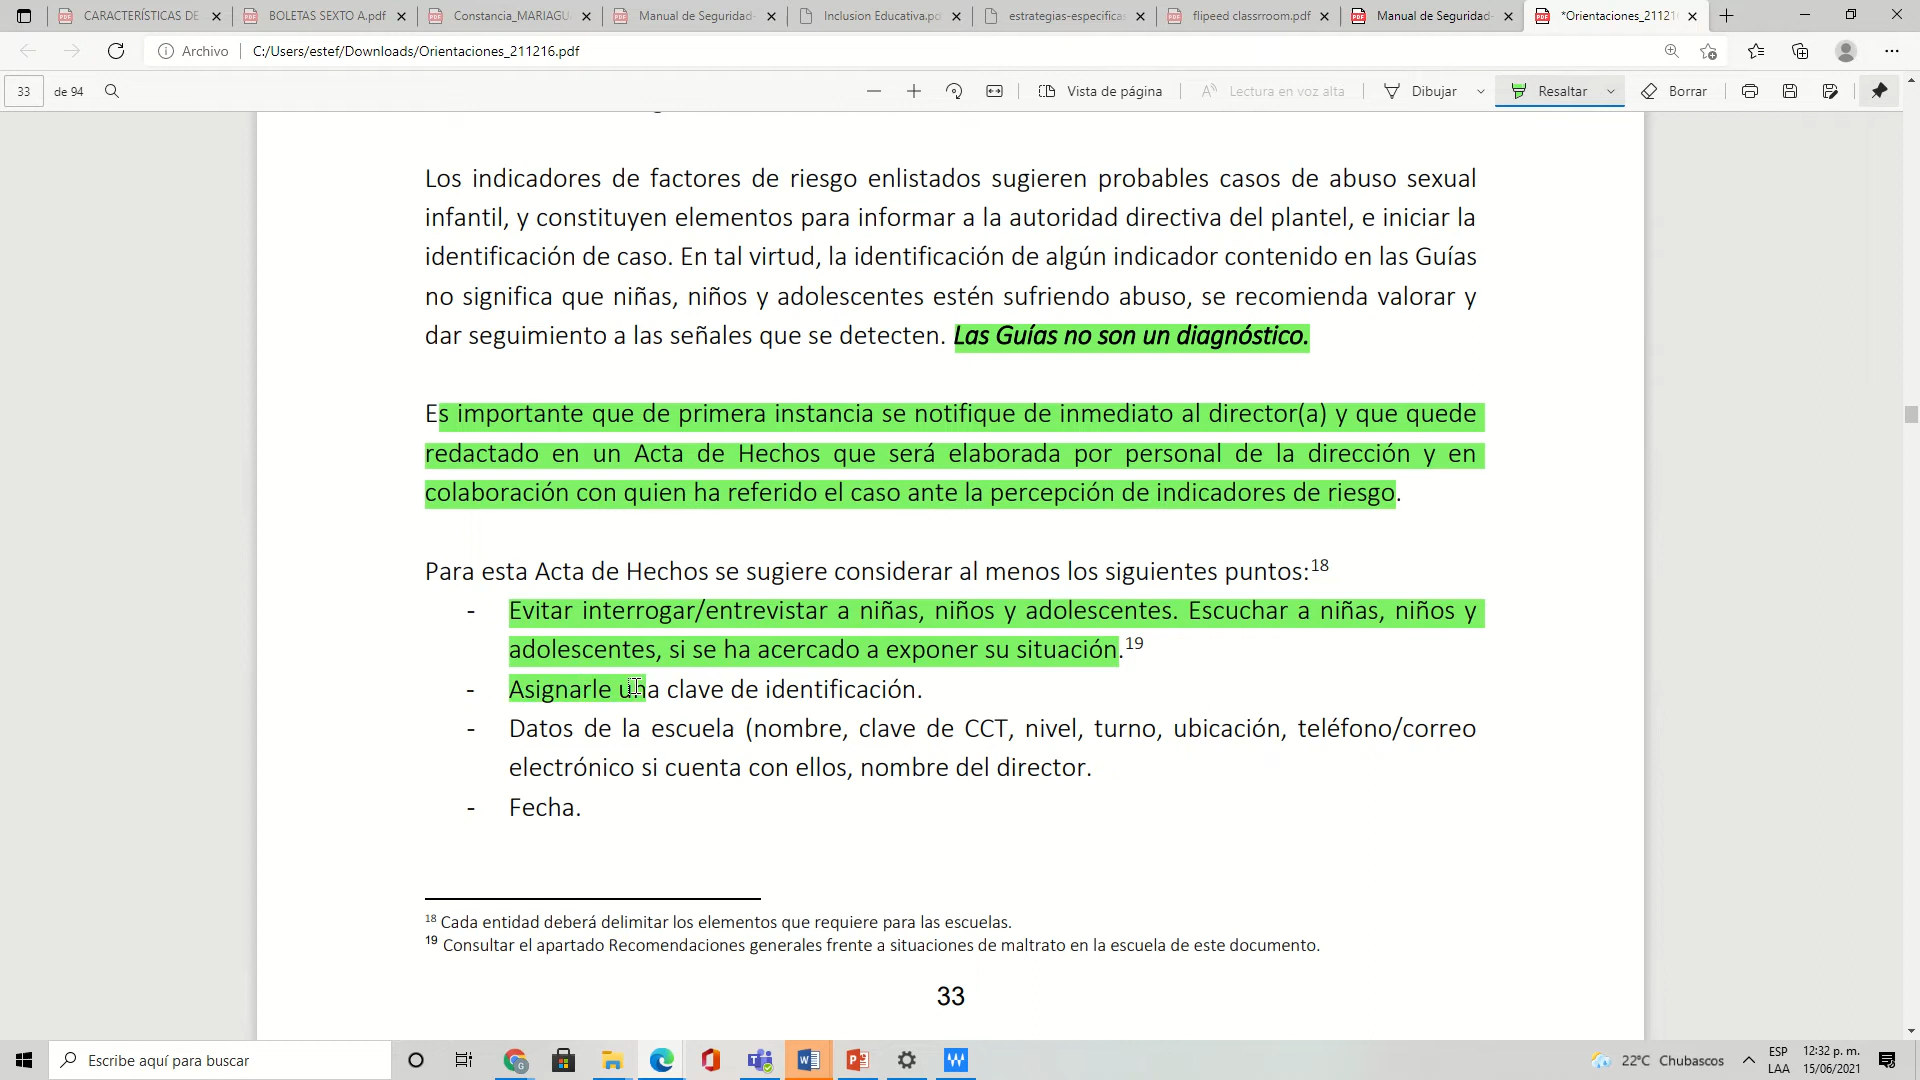 CARACTERÍSTICAS DE
BOLETAS SEXTO A.pdf
Constancia_MARIAGU
Manual de Seguridad-
Inclusion Educativa.pd
estrategias-especificas
flipeed classrroom.pdf
Manual de Seguridad-
*Orientaciones_21121
Archivo
C:/Users/estef/Downloads/Orientaciones_211216.pdf
33
de 94
Vista de página
Lectura en voz alta
Dibujar
Resaltar
Borrar
Los indicadores de factores de riesgo enlistados sugieren probables casos de abuso sexual
infantil, y constituyen elementos para informar a la autoridad directiva del plantel, e iniciar la
identificación de caso. En tal virtud, la identificación de algún indicador contenido en las Guías
no significa que niñas, niños y adolescentes estén sufriendo abuso, se recomienda valorar y
dar seguimiento a las señales que se detecten. Las Guías no son un diagnóstico.
Es importante que de primera instancia se notifique de inmediato al director(a) y que quede
redactado en un Acta de Hechos que será elaborada por personal de la dirección y en
colaboración con quien ha referido el caso ante la percepción de indicadores de riesgo.
Para esta Acta de Hechos se sugiere considerar al menos los siguientes puntos:18
- Evitar interrogar/entrevistar a niñas, niños y adolescentes. Escuchar a niñas, niños y
adolescentes, si se ha acercado a exponer su situación.19
- Asignarle una clave de identificación.
- Datos de la escuela (nombre, clave de CCT, nivel, turno, ubicación, teléfono/correo
electrónico si cuenta con ellos, nombre del director.
- Fecha.
18 Cada entidad deberá delimitar los elementos que requiere para las escuelas.
19 Consultar el apartado Recomendaciones generales frente a situaciones de maltrato en la escuela de este documento.
33
Escribe aquí para buscar
22°C Chubascos
ESP
LAA
12:32 p. m.
15/06/2021